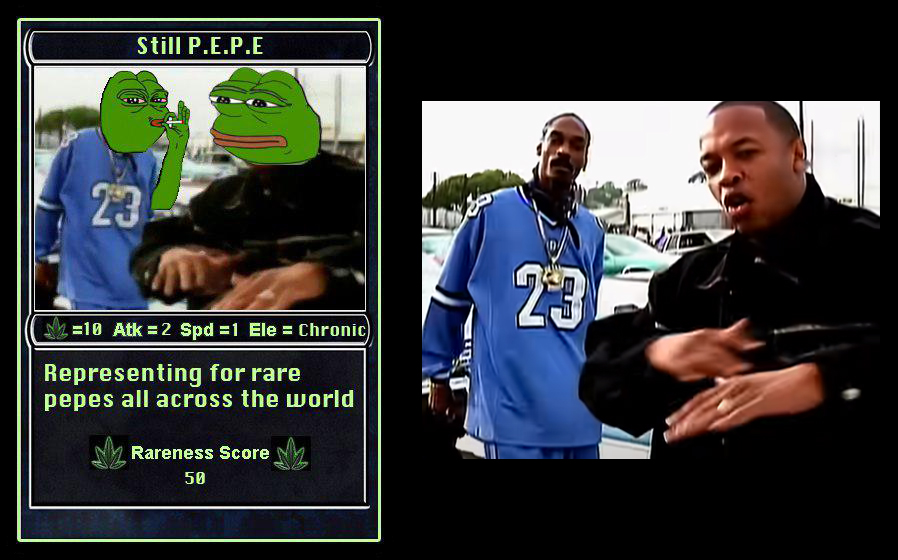 Still P.E.P.E
23
=10 Atk =2 Spd =1 Ele = Chronic
Representing for rare
pepes all across the world
Rareness Score
50
23